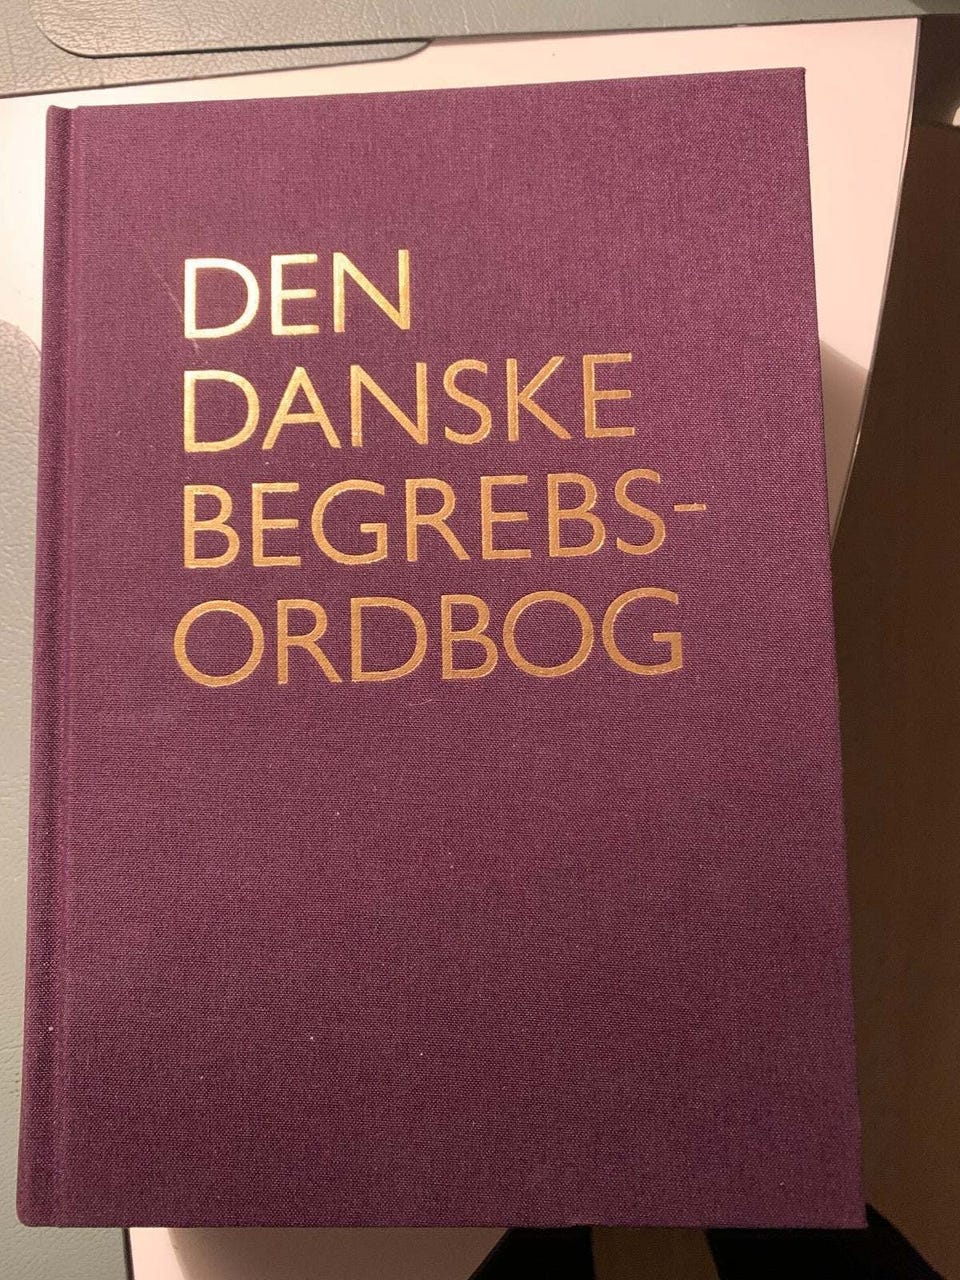 DEN
DANSKE
BEGREBS-
ORDBOG